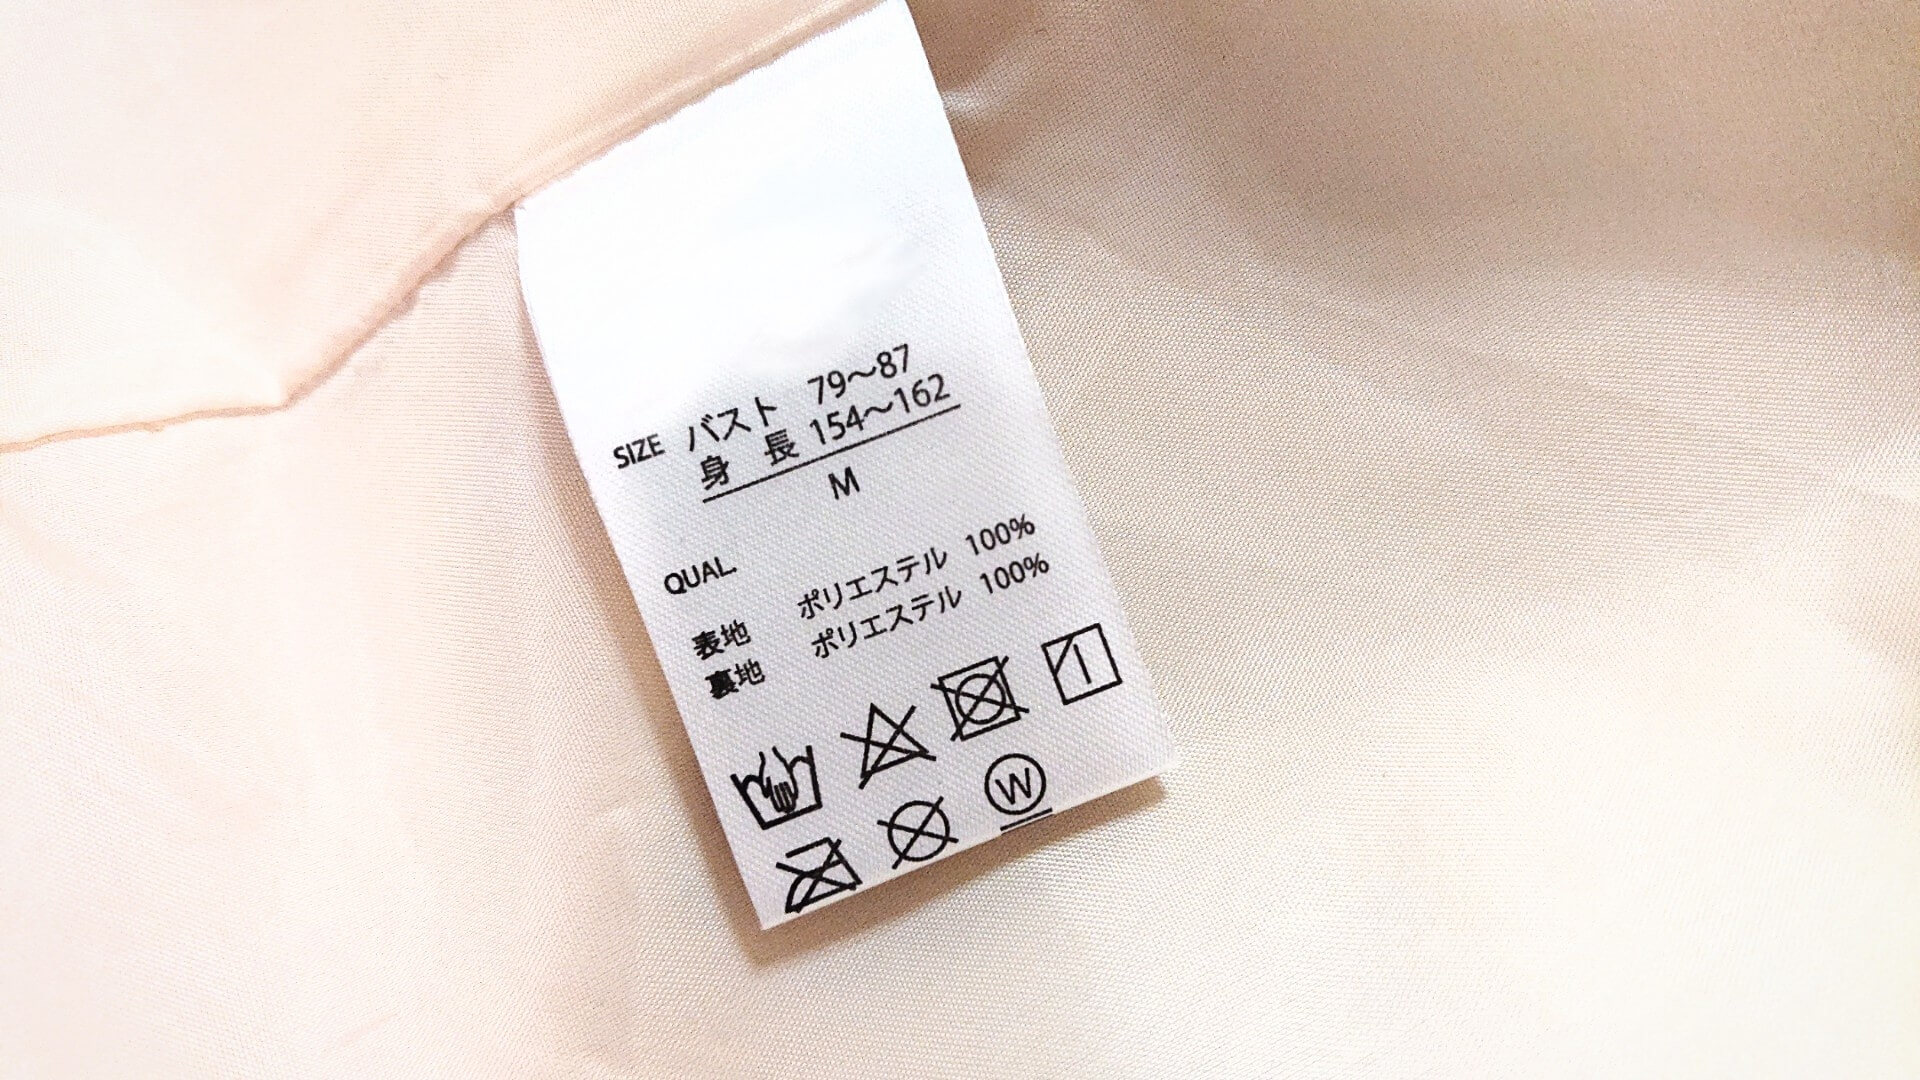 SIZE バスト 79〜87
身 長 154〜162
M
QUAL.
表地 ポリエステル 100%
裏地 ポリエステル 100%
W